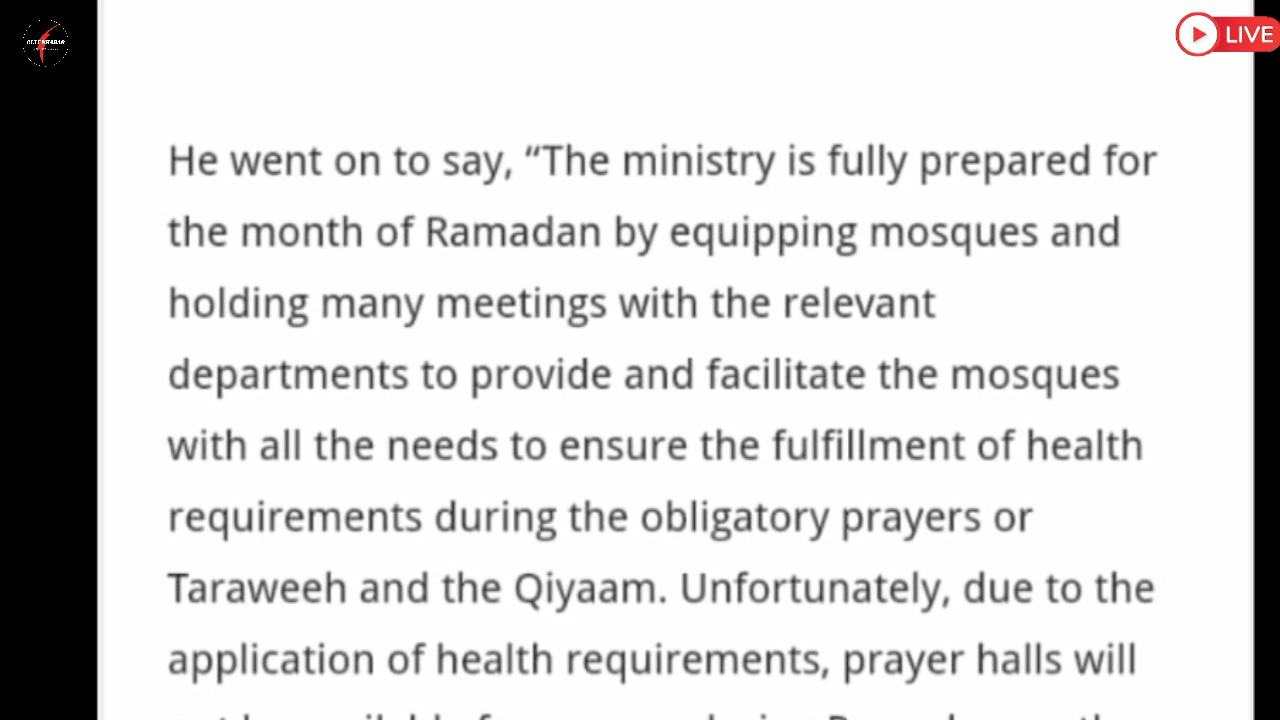 LIVE
He went on to say, “The ministry is fully prepared for
the month of Ramadan by equipping mosques and
holding many meetings with the relevant
departments to provide and facilitate the mosques
with all the needs to ensure the fulfillment of health
requirements during the obligatory prayers or
Taraweeh and the Qiyaam. Unfortunately, due to the
application of health requirements, prayer halls will